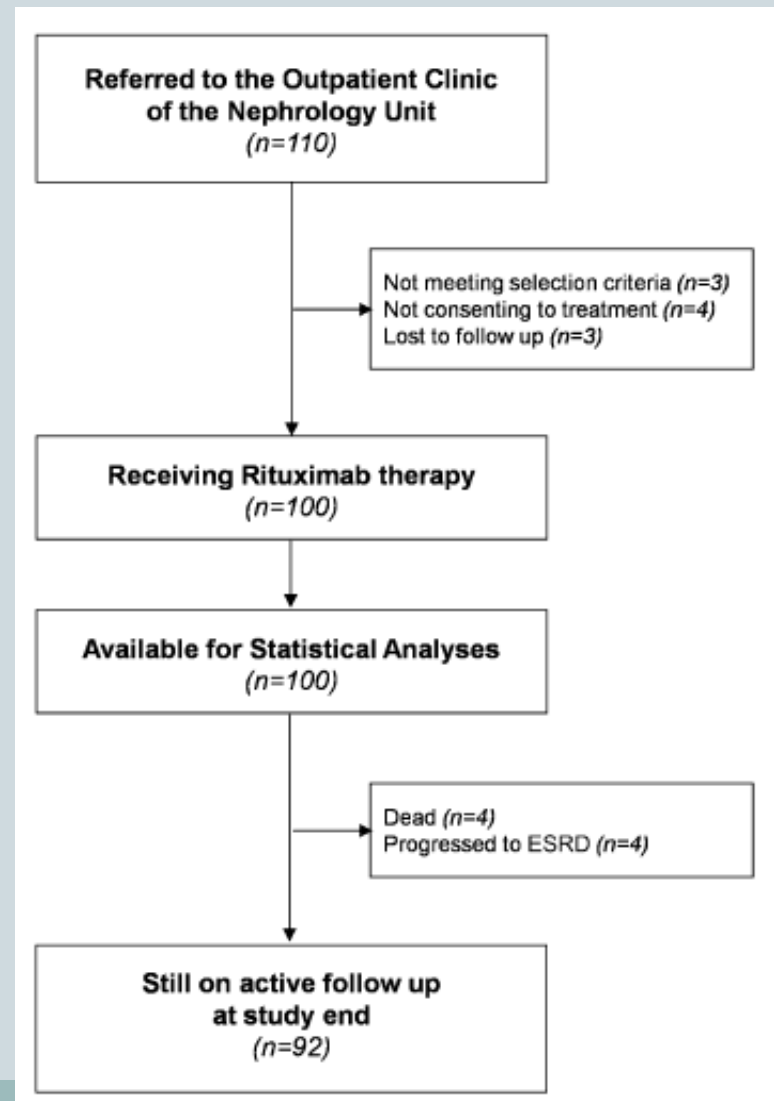 Referred to the Outpatient Clinic
of the Nephrology Unit
(n=110)
Not meeting selection criteria (n=3)
Not consenting to treatment (n=4)
Lost to follow up (n=3)
Receiving Rituximab therapy
(n=100)
Available for Statistical Analyses
(n=100)
Dead (n=4)
Progressed to ESRD (n=4)
Still on active follow up
at study end
(n=92)